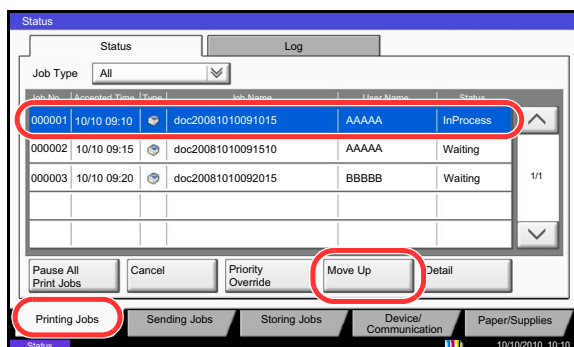 Status
Status Log
Job Type All
Job No. Accepted Time Type Job Name User Name Status
000001 10/10 09:10 doc20081010091015 AAAAA InProcess
000002 10/10 09:15 doc20081010091510 AAAAA Waiting
000003 10/10 09:20 doc20081010092015 BBBBB Waiting
1/1
Pause All
Print Jobs
Cancel
Priority
Override
Move Up
Detail
Printing Jobs
Sending Jobs
Storing Jobs
Device/
Communication
Paper/Supplies
Status 10/10/2010 10:10